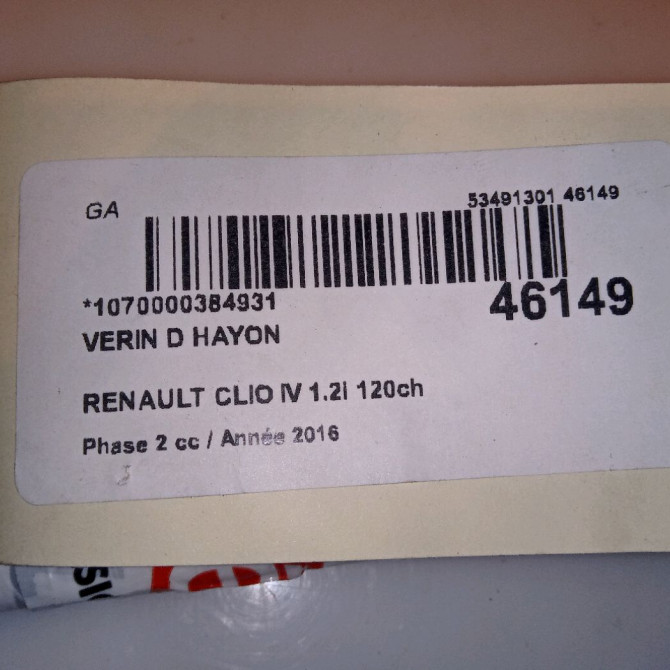 GA
53491301 46149
*1070000384931
46149
VERIN D HAYON
RENAULT CLIO IV 1.2i 120ch
Phase 2 cc / Année 2016